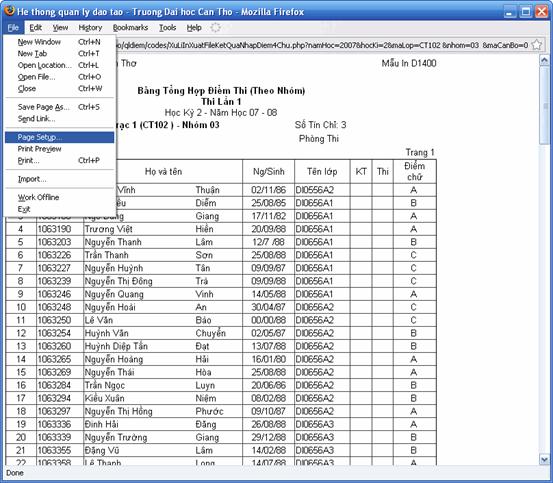 He thong quan ly dao tao - Truong Dai hoc Can Tho - Mozilla Firefox
File Edit View History Bookmarks Tools Help
New Window Ctrl+N
New Tab Ctrl+T
Open Location... Ctrl+L
Open File... Ctrl+O
Close Ctrl+W
Save Page As... Ctrl+S
Send Link...
Page Setup...
Print Preview
Print... Ctrl+P
Import...
Work Offline
Exit
bo/qldiem/codes/XuLiInXuatFileKetQuaNhapDiem4Chu.php?namHoc=2007&hocKi=2&maLop=CT102 &nhom=03 &maCanBo=0
Thơ Mẫu In D1400
Bảng Tổng Hợp Điểm Thi (Theo Nhóm)
Thi Lần 1
Học Kỳ 2 - Năm Học 07 - 08
rạc 1 (CT102 ) - Nhóm 03 Số Tín Chỉ: 3
Phòng Thi
Trang 1
Họ và tên Ng/Sinh Tên lớp KT Thi Điểm chữ
Vĩnh Thuận 02/11/86 DI0656A2 A
Diễm 25/08/85 DI0656A1 B
Giang 17/11/82 DI0656A1 A
4 1063190 Trương Việt Hiền 20/09/88 DI0656A1 A
5 1063203 Nguyễn Thanh Lâm 12/7 /88 DI0656A1 B
6 1063226 Trần Thanh Sơn 25/08/88 DI0656A1 C
7 1063227 Nguyễn Huỳnh Tân 09/09/87 DI0656A1 C
8 1063239 Nguyễn Thị Đông Trà 09/09/88 DI0656A1 C
9 1063246 Nguyễn Quang Vinh 14/05/88 DI0656A1 A
10 1063248 Nguyễn Hoài An 30/04/87 DI0656A2 C
11 1063250 Lê Văn Bảo 00/00/88 DI0656A2 C
12 1063254 Huỳnh Văn Chuyển 02/05/87 DI0656A2 B
13 1063260 Huỳnh Diệp Tấn Đạt 13/07/88 DI0656A2 B
14 1063265 Nguyễn Hoàng Hải 16/01/80 DI0656A2 A
15 1063269 Nguyễn Thái Hòa 25/08/88 DI0656A2 A
16 1063284 Trần Ngọc Luyn 20/06/86 DI0656A2 B
17 1063294 Kiều Xuân Niệm 08/02/88 DI0656A2 B
18 1063297 Nguyễn Thị Hồng Phước 09/10/87 DI0656A2 A
19 1063336 Đinh Hải Đăng 26/08/88 DI0656A3 A
20 1063339 Nguyễn Trường Giang 29/12/88 DI0656A3 B
21 1063355 Đặng Vũ Lâm 14/02/88 DI0656A3 B
22 1063358 Lê Thanh Long 14/07/88 DI0656A3 A
Done